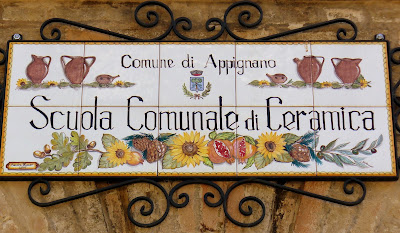 Comune di Appignano
Scuola Comunale di Ceramica